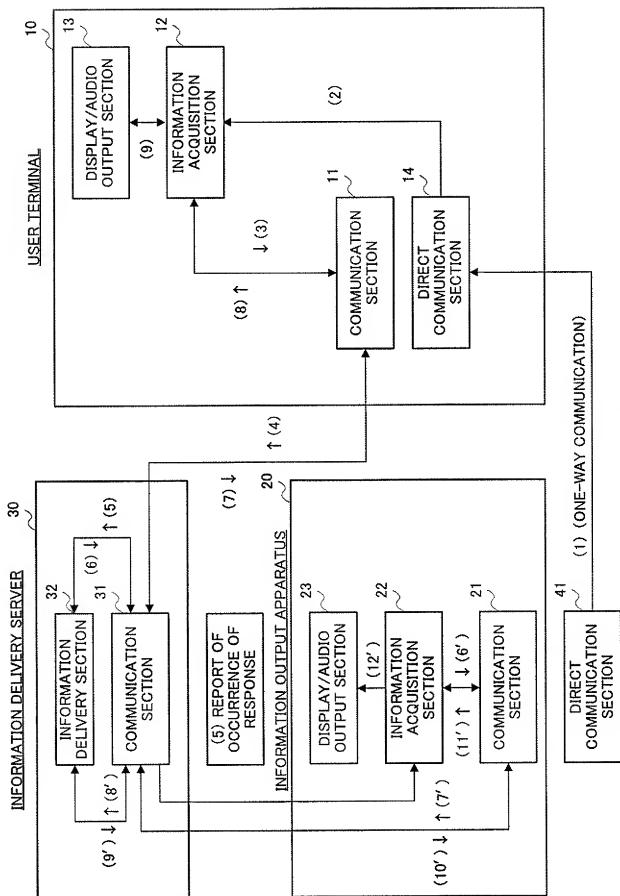 INFORMATION DELIVERY SERVER
30
32
INFORMATION
DELIVERY SECTION
(6) ↓
↑ (5)
31
COMMUNICATION
SECTION
(9') ↓
↑ (8')
↑ (4)
(7) ↓
(5) REPORT OF
OCCURRENCE OF
RESPONSE
INFORMATION OUTPUT APPARATUS
20
23
DISPLAY/AUDIO
OUTPUT SECTION
(12')
22
INFORMATION
ACQUISITION
SECTION
(11') ↑
↓ (6')
21
COMMUNICATION
SECTION
(10') ↓
↑ (7')
41
DIRECT
COMMUNICATION
SECTION
(1) (ONE-WAY COMMUNICATION)
USER TERMINAL
10
13
DISPLAY/AUDIO
OUTPUT SECTION
(9)
12
INFORMATION
ACQUISITION
SECTION
(2)
(8) ↑
↓ (3)
11
COMMUNICATION
SECTION
14
DIRECT
COMMUNICATION
SECTION